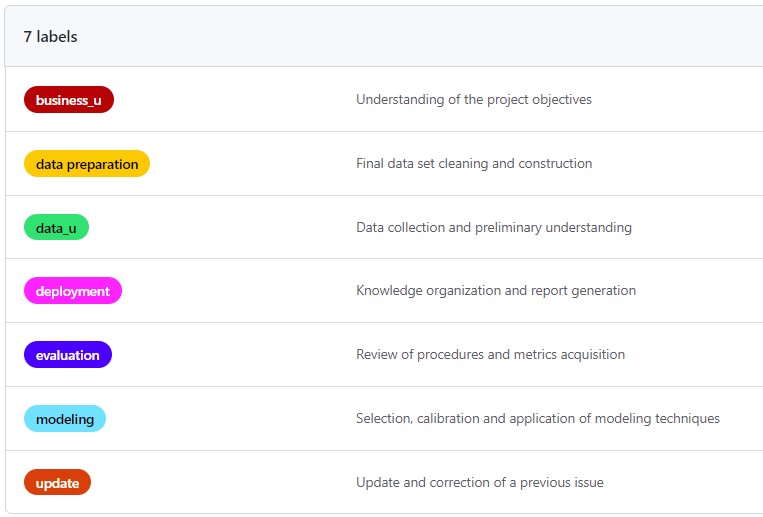 7 labels
business_u Understanding of the project objectives
data preparation Final data set cleaning and construction
data_u Data collection and preliminary understanding
deployment Knowledge organization and report generation
evaluation Review of procedures and metrics acquisition
modeling Selection, calibration and application of modeling techniques
update Update and correction of a previous issue